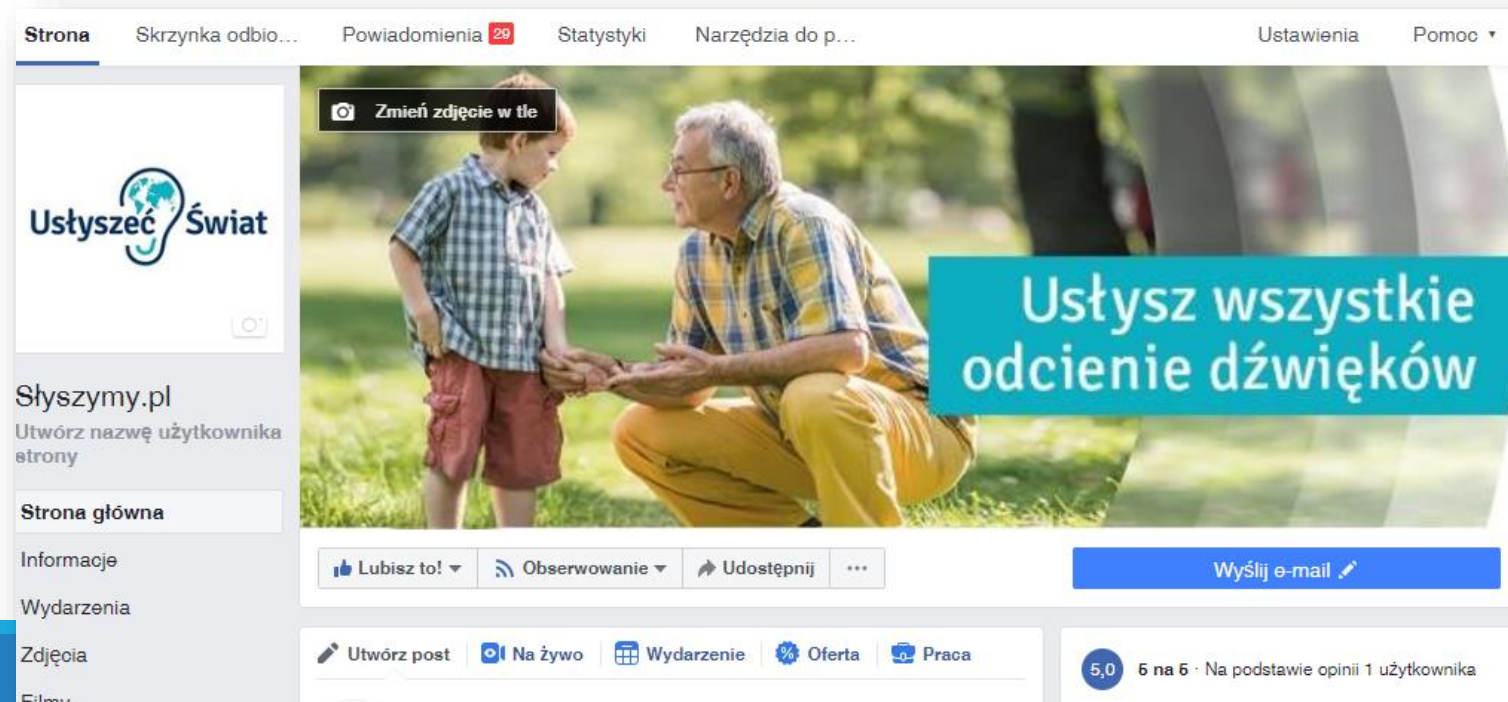 Strona Skrzynka odbio... Powiadomienia 29 Statystyki Narzędzia do p... Ustawienia Pomoc
Zmień zdjęcie w tle
Usłyszeć Świat
Usłysz wszystkie
odcienie dźwięków
Słyszymy.pl
Utwórz nazwę użytkownika
strony
Strona główna
Informacje
Wydarzenia
Zdjęcia
Filmy
Lubisz to! Obserwowanie Udostępnij ... Wyślij e-mail
Utwórz post Na żywo Wydarzenie Oferta Praca
5,0 5 na 5 · Na podstawie opinii 1 użytkownika